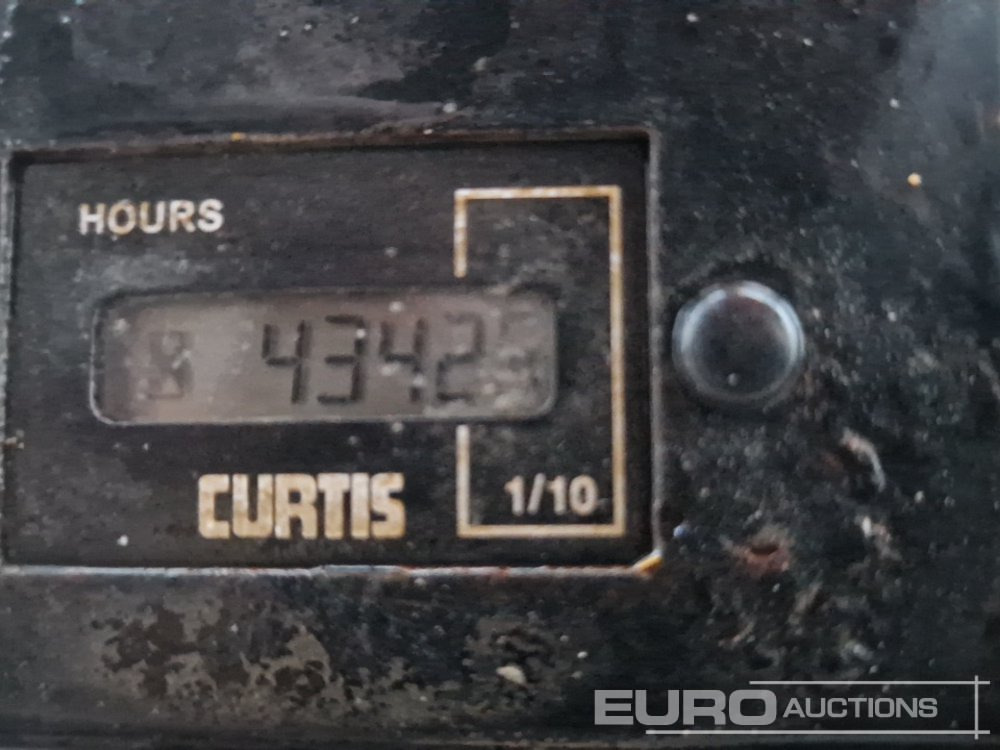 HOURS
4342
CURTIS
1/10
EURO AUCTIONS